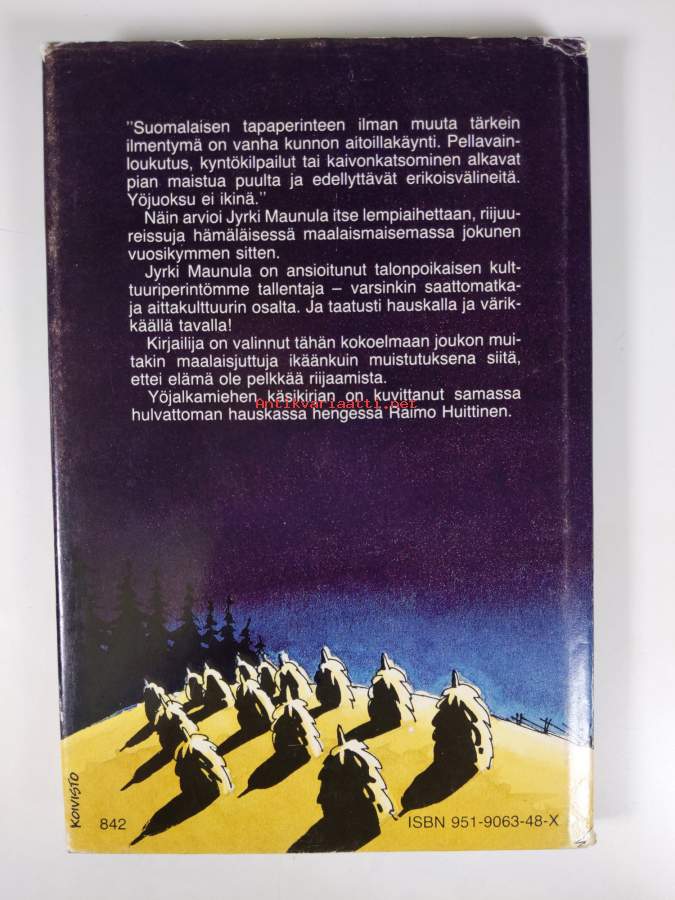 "Suomalaisen tapaperinteen ilman muuta tärkein
ilmentymä on vanha kunnon aitoillakäynti. Pellavain-
loukutus, kyntökilpailut tai kaivonkatsominen alkavat
pian maistua puulta ja edellyttävät erikoisvälineitä.
Yöjuoksu ei ikinä."
Näin arvioi Jyrki Maunula itse lempiaihettaan, riijuu-
reissuja hämäläisessä maalaismaisemassa jokunen
vuosikymmen sitten.
Jyrki Maunula on ansioitunut talonpoikaisen kult-
tuuriperintömme tallentaja – varsinkin saattomatka-
ja aittakulttuurin osalta. Ja taatusti hauskalla ja värik-
käällä tavalla!
Kirjailija on valinnut tähän kokoelmaan joukon mui-
takin maalaisjuttuja ikäänkuin muistutuksena siitä,
ettei elämä ole pelkkää riijaamista.
Yöjalkamiehen käsikirjan on kuvittanut samassa
hulvattoman hauskassa hengessä Raimo Huittinen.
Antikvariaatti.net
KOIVISTO
842
ISBN 951-9063-48-X